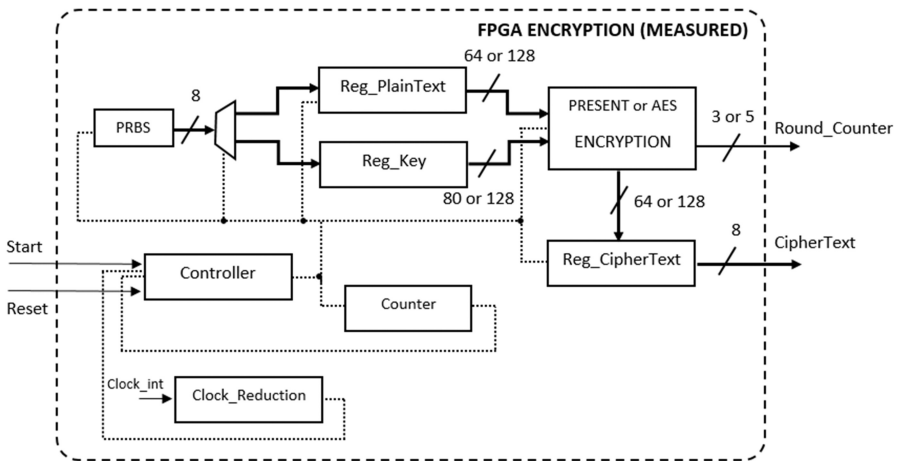 FPGA ENCRYPTION (MEASURED)
64 or 128
8
Reg_PlainText
PRBS
PRESENT or AES
ENCRYPTION
3 or 5
Round_Counter
Reg_Key
80 or 128
64 or 128
8
CipherText
Start
Controller
Reg_CipherText
Reset
Counter
Clock_int
Clock_Reduction